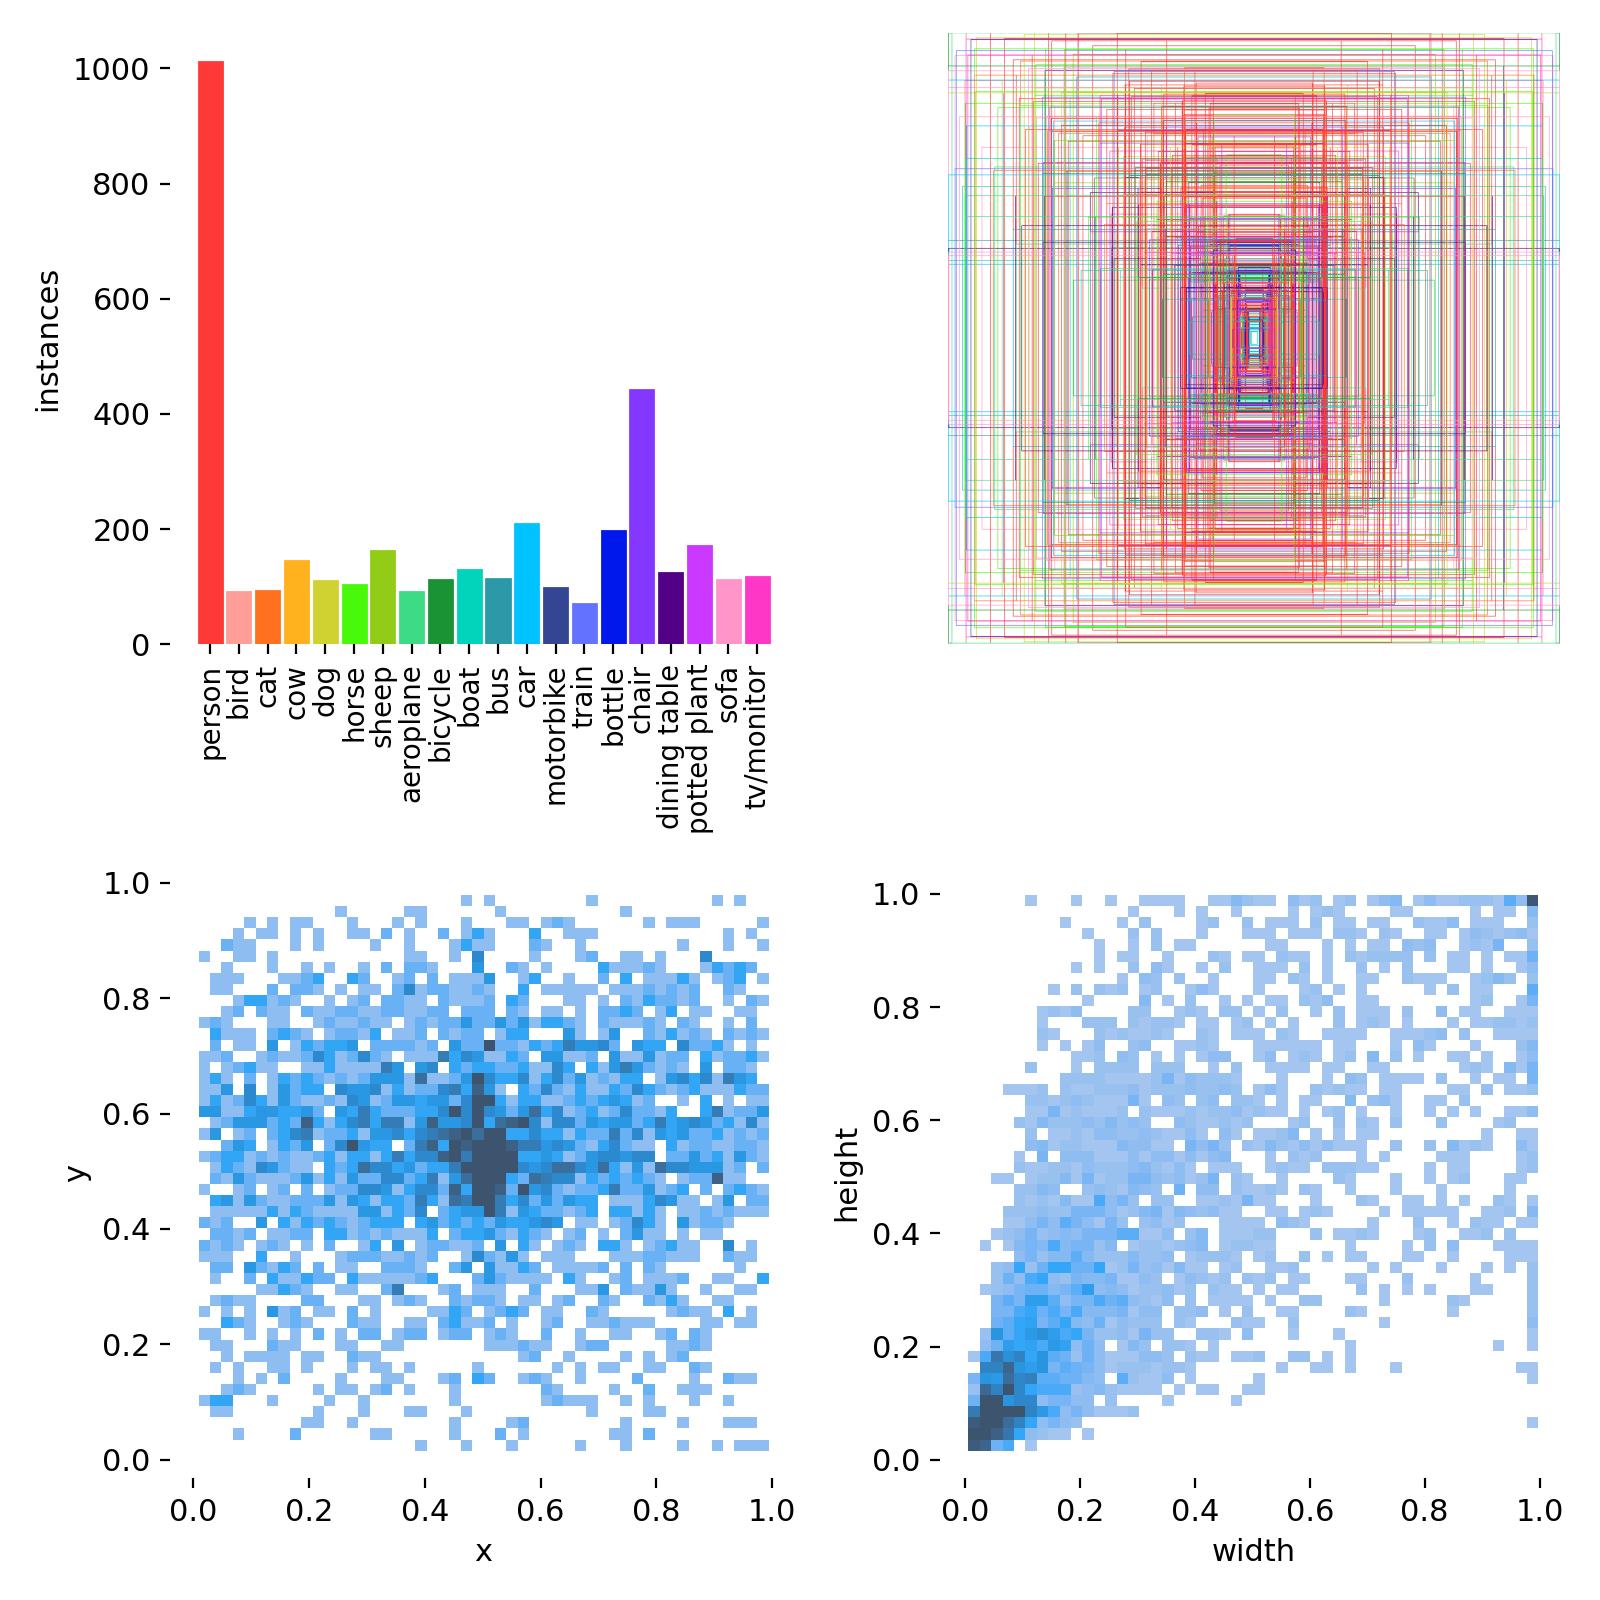 1000
800
600
400
200
0
instances
person
bird
cat
cow
dog
horse
sheep
aeroplane
bicycle
boat
bus
car
motorbike
train
bottle
chair
dining table
potted plant
sofa
tv/monitor
1.0
0.8
0.6
0.4
0.2
0.0
y
0.0 0.2 0.4 0.6 0.8 1.0
x
1.0
0.8
0.6
0.4
0.2
0.0
height
0.0 0.2 0.4 0.6 0.8 1.0
width